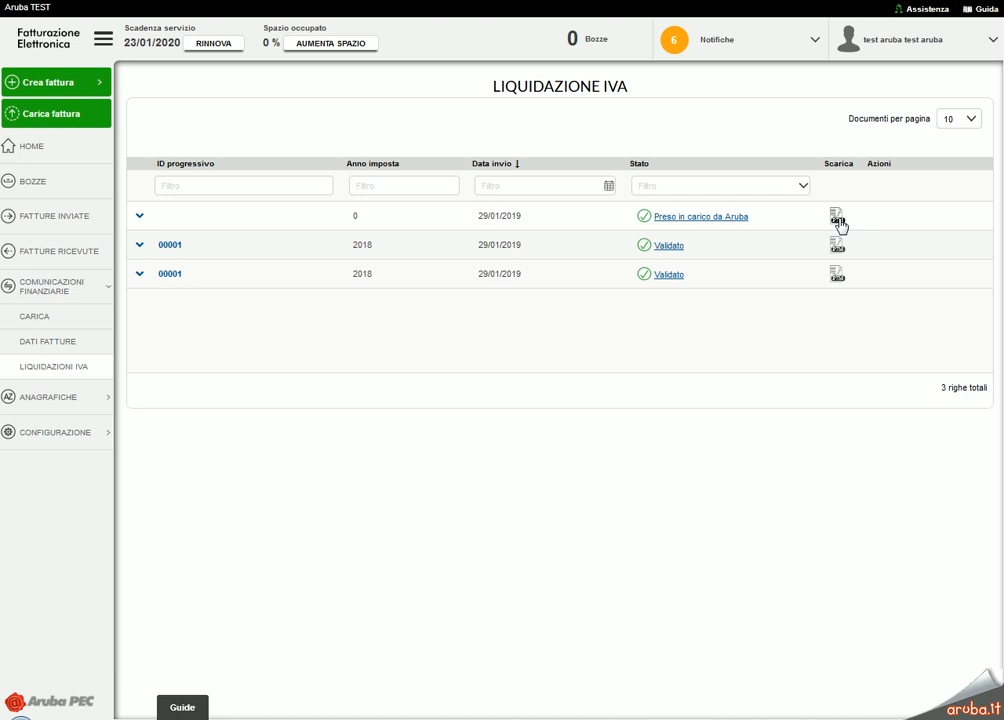 Aruba TEST
Assistenza
Guida
Fatturazione
Elettronica
Scadenza servizio
23/01/2020 RINNOVA
Spazio occupato
0 % AUMENTA SPAZIO
0 Bozze
6 Notifiche
test aruba test aruba
Crea fattura
Carica fattura
HOME
BOZZE
FATTURE INVIATE
FATTURE RICEVUTE
COMUNICAZIONI
FINANZIARIE
CARICA
DATI FATTURE
LIQUIDAZIONI IVA
AZ ANAGRAFICHE
CONFIGURAZIONE
LIQUIDAZIONE IVA
Documenti per pagina 10
ID progressivo Anno imposta Data invio Stato Scarica Azioni
Filtro Filtro Filtro Filtro
0 29/01/2019 Preso in carico da Aruba
00001 2018 29/01/2019 Validato
00001 2018 29/01/2019 Validato
3 righe totali
Aruba PEC
Guide
aruba.it